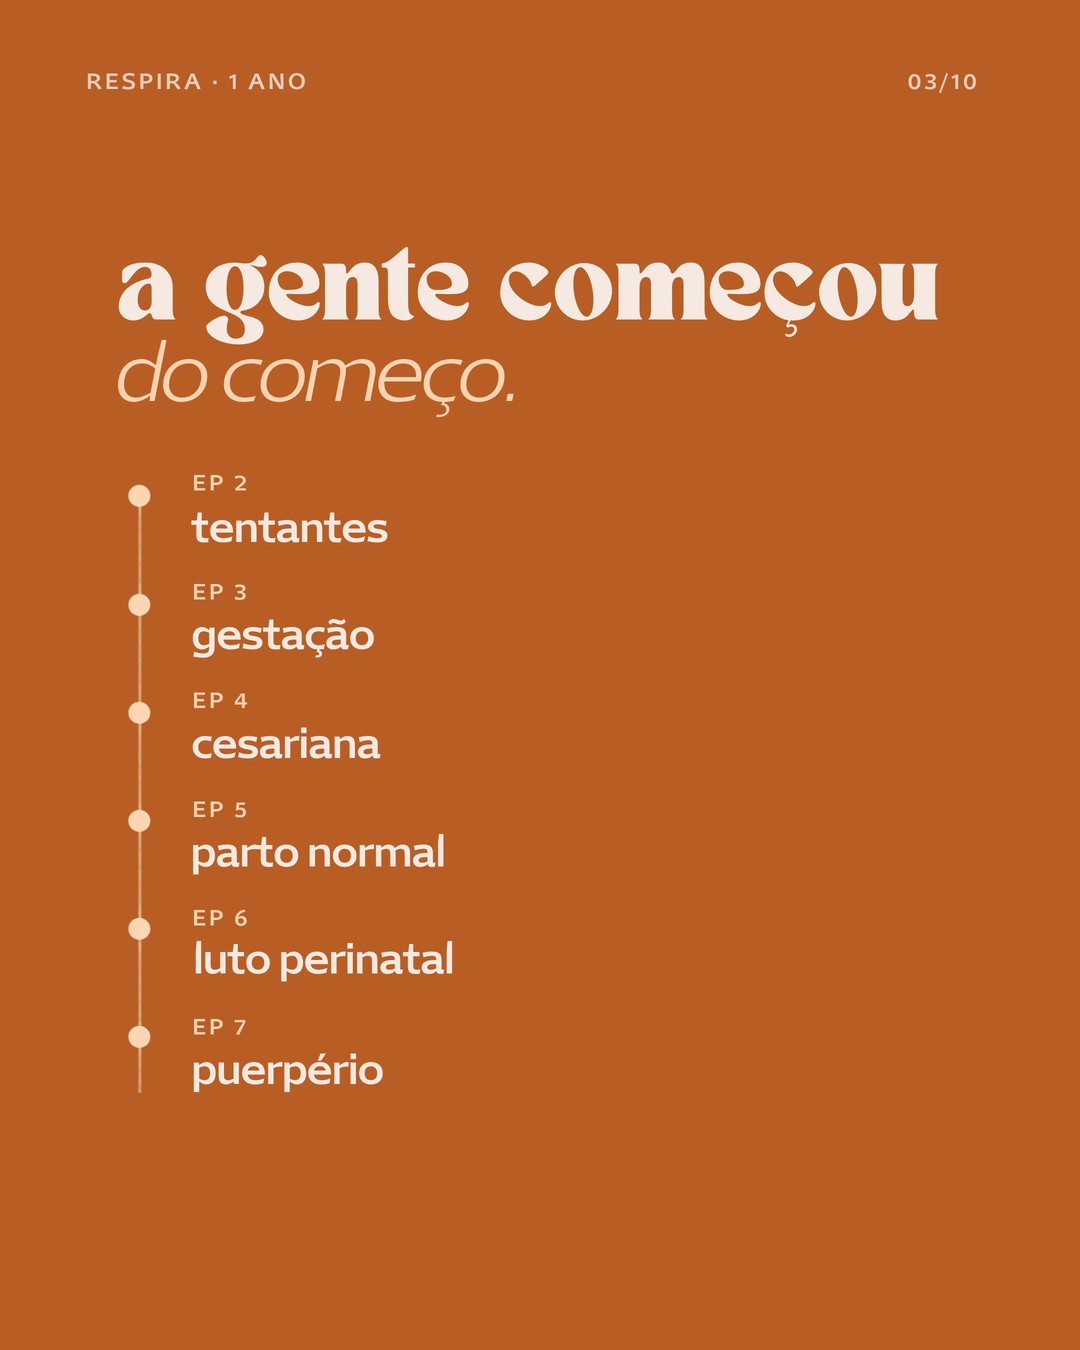 RESPIRA · 1 ANO
03/10
a gente começou
do começo.
EP 2
tentantes
EP 3
gestação
EP 4
cesariana
EP 5
parto normal
EP 6
luto perinatal
EP 7
puerpério